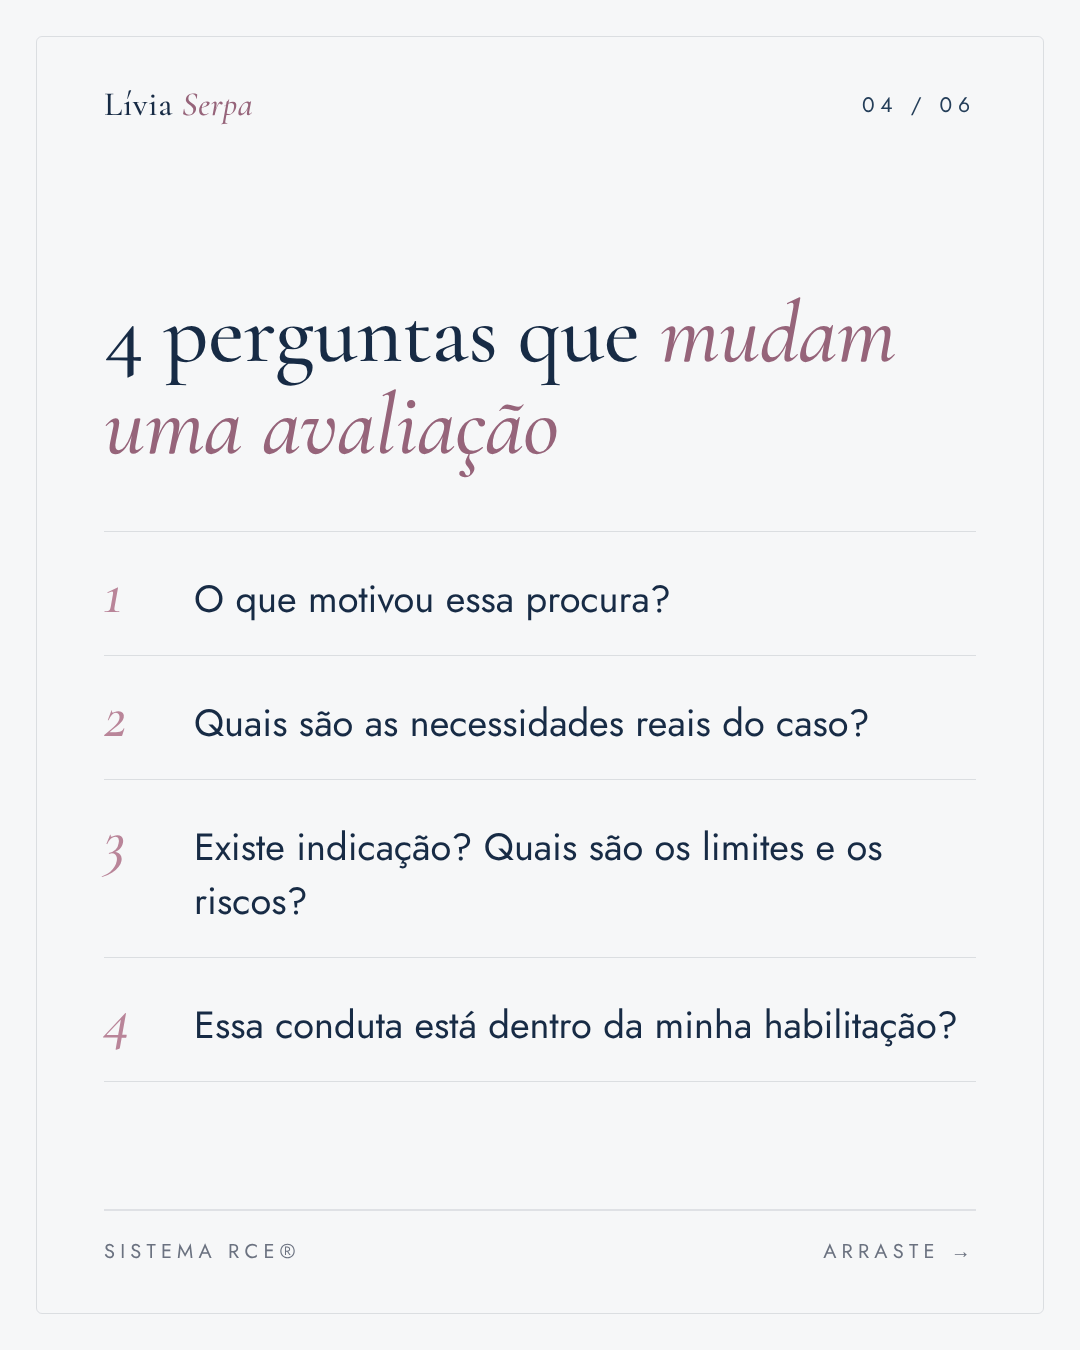 Lívia Serpa
04 / 06
4 perguntas que mudam
uma avaliação
1 O que motivou essa procura?
2 Quais são as necessidades reais do caso?
3 Existe indicação? Quais são os limites e os
riscos?
4 Essa conduta está dentro da minha habilitação?
SISTEMA RCE®
ARRASTE →